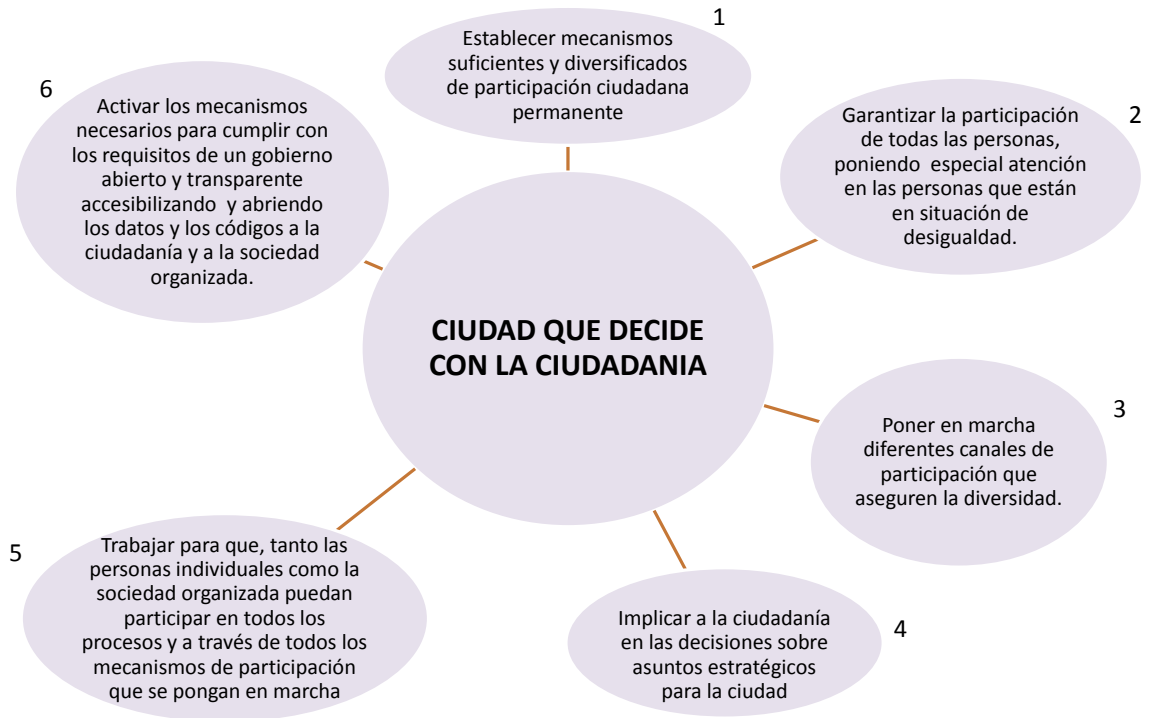 1
Establecer mecanismos
suficientes y diversificados
de participación ciudadana
permanente
2
Garantizar la participación
de todas las personas,
poniendo  especial atención
en las personas que están
en situación de
desigualdad.
3
Poner en marcha
diferentes canales de
participación que
aseguren la diversidad.
4
Implicar a la ciudadanía
en las decisiones sobre
asuntos estratégicos
para la ciudad
5
Trabajar para que, tanto las
personas individuales como la
sociedad organizada puedan
participar en todos los
procesos y a través de todos los
mecanismos de participación
que se pongan en marcha
6
Activar los mecanismos
necesarios para cumplir con
los requisitos de un gobierno
abierto y transparente
accesibilizando  y abriendo
los datos y los códigos a la
ciudadanía y a la sociedad
organizada.
CIUDAD QUE DECIDE
CON LA CIUDADANIA